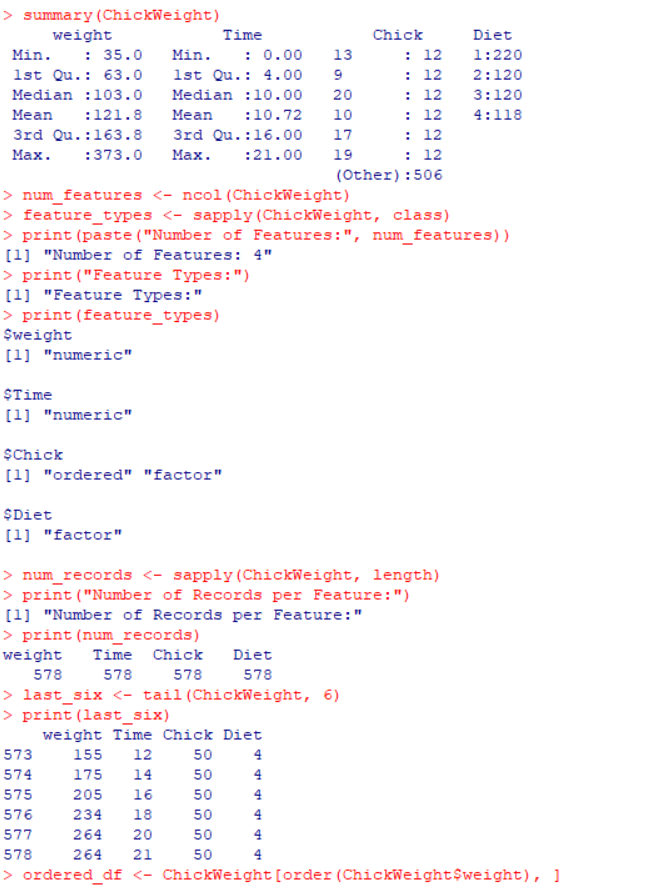 > summary(ChickWeight)
     weight           Time           Chick     Diet
 Min.   : 35.0   Min.   : 0.00   13     : 12   1:220
 1st Qu.: 63.0   1st Qu.: 4.00   9      : 12   2:120
 Median :103.0   Median :10.00   20     : 12   3:120
 Mean   :121.8   Mean   :10.72   10     : 12   4:118
 3rd Qu.:163.8   3rd Qu.:16.00   17     : 12
 Max.   :373.0   Max.   :21.00   19     : 12
                                 (Other):506
> num_features <- ncol(ChickWeight)
> feature_types <- sapply(ChickWeight, class)
> print(paste("Number of Features:", num_features))
[1] "Number of Features: 4"
> print("Feature Types:")
[1] "Feature Types:"
> print(feature_types)
$weight
[1] "numeric"

$Time
[1] "numeric"

$Chick
[1] "ordered" "factor"

$Diet
[1] "factor"

> num_records <- sapply(ChickWeight, length)
> print("Number of Records per Feature:")
[1] "Number of Records per Feature:"
> print(num_records)
weight   Time  Chick   Diet
   578    578    578    578
> last_six <- tail(ChickWeight, 6)
> print(last_six)
    weight Time Chick Diet
573    155   12    50    4
574    175   14    50    4
575    205   16    50    4
576    234   18    50    4
577    264   20    50    4
578    264   21    50    4
> ordered_df <- ChickWeight[order(ChickWeight$weight), ]